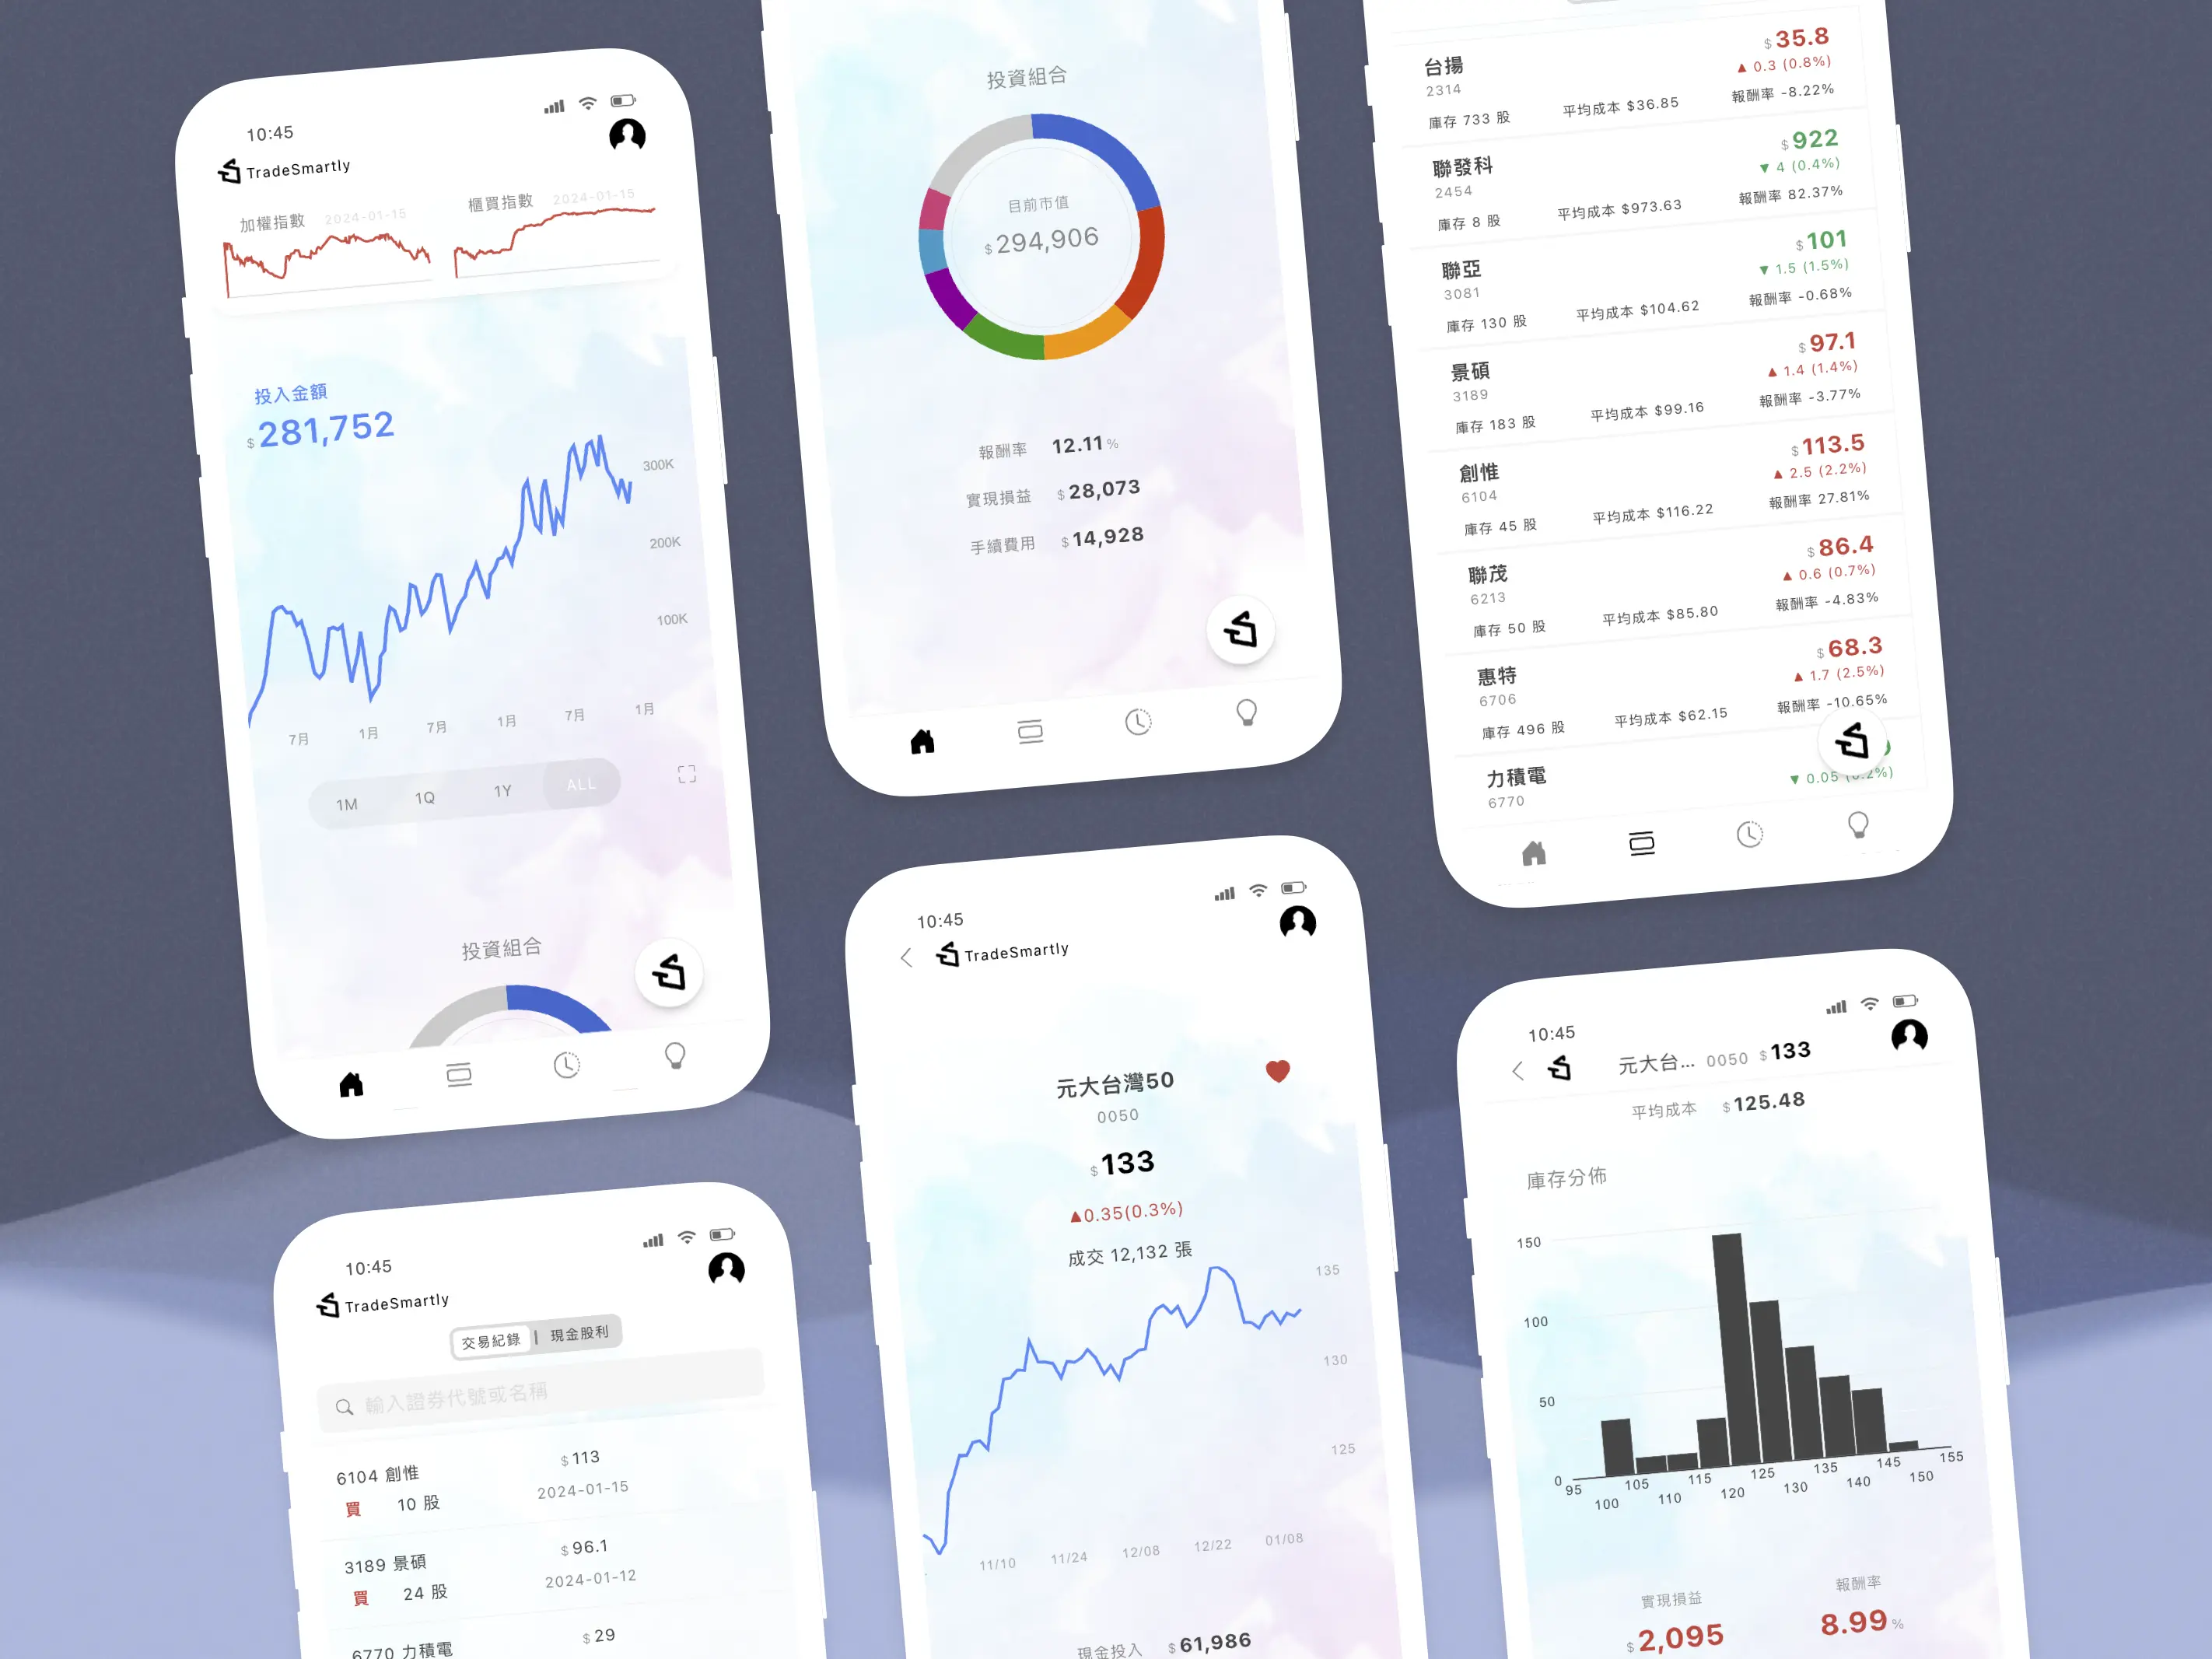 10:45
TradeSmartly
加權指數 2024-01-15
櫃買指數 2024-01-15
投入金額
$ 281,752
300K
200K
100K
7月 1月 7月 1月 7月 1月
1M 1Q 1Y ALL
投資組合
投資組合
目前市值
$ 294,906
報酬率 12.11 %
實現損益 $ 28,073
手續費用 $ 14,928
台揚 $ 35.8
2314 ▲ 0.3 (0.8%)
庫存 733 股 平均成本 $36.85 報酬率 -8.22%
聯發科 $ 922
2454 ▼ 4 (0.4%)
庫存 8 股 平均成本 $973.63 報酬率 82.37%
聯亞 $ 101
3081 ▼ 1.5 (1.5%)
庫存 130 股 平均成本 $104.62 報酬率 -0.68%
景碩 $ 97.1
3189 ▲ 1.4 (1.4%)
庫存 183 股 平均成本 $99.16 報酬率 -3.77%
創惟 $ 113.5
6104 ▲ 2.5 (2.2%)
庫存 45 股 平均成本 $116.22 報酬率 27.81%
聯茂 $ 86.4
6213 ▲ 0.6 (0.7%)
庫存 50 股 平均成本 $85.80 報酬率 -4.83%
惠特 $ 68.3
6706 ▲ 1.7 (2.5%)
庫存 496 股 平均成本 $62.15 報酬率 -10.65%
力積電
6770 ▼ 0.05
10:45
TradeSmartly
交易紀錄 | 現金股利
輸入證券代號或名稱
6104 創惟 $ 113
買 10 股 2024-01-15
3189 景碩 $ 96.1
買 24 股 2024-01-12
6770 力積電 $ 29
10:45
TradeSmartly
元大台灣50
0050
$ 133
▲0.35(0.3%)
成交 12,132 張
135
130
125
11/10 11/24 12/08 12/22 01/08
現金投入 $ 61,986
10:45
元大台... 0050 $ 133
平均成本 $ 125.48
庫存分佈
150
100
50
0
95 100 105 110 115 120 125 130 135 140 145 150 155
實現損益 報酬率
$ 2,095 8.99 %